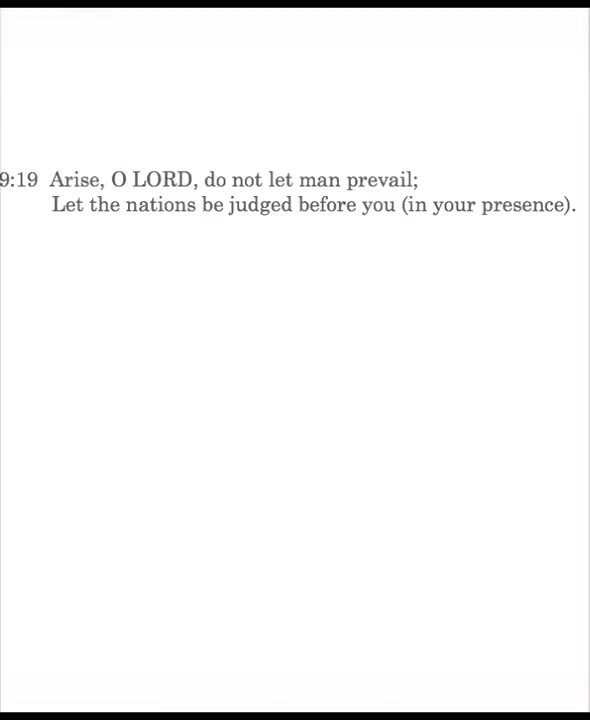 9:19 Arise, O LORD, do not let man prevail;
Let the nations be judged before you (in your presence).